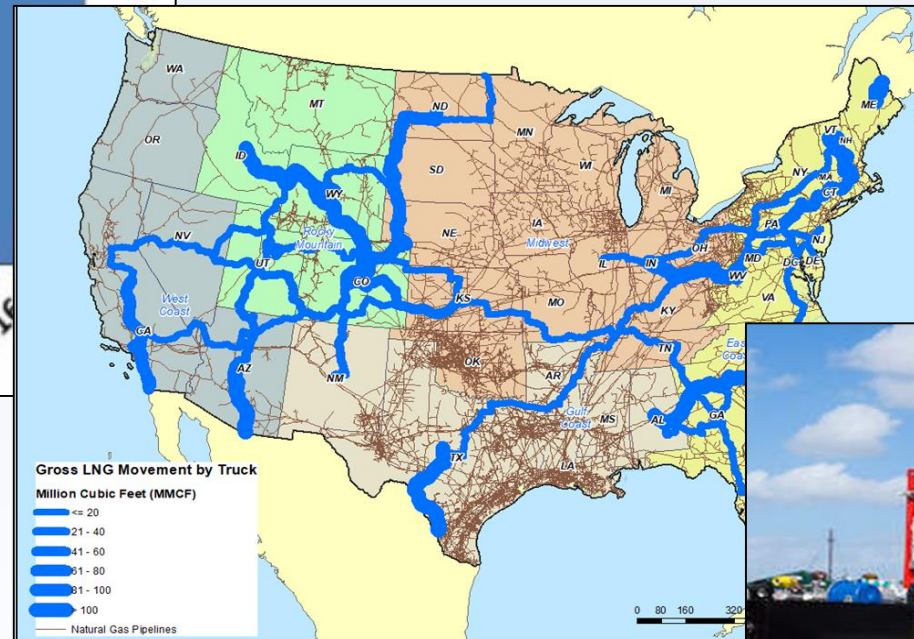 WA
OR
ID
MT
ND
MN
SD
WI
MI
WY
NE
IA
Rocky
Mountain
Midwest
NV
UT
CO
IL
IN
OH
KS
MO
KY
WV
West
Coast
CA
AZ
NM
OK
AR
TN
TX
Gulf
Coast
MS
AL
GA
LA
VA
MD
DC
DE
NJ
PA
NY
CT
MA
VT
NH
ME
Gross LNG Movement by Truck
Million Cubic Feet (MMCF)
<= 20
21 - 40
41 - 60
61 - 80
81 - 100
100
Natural Gas Pipelines
0 80 160 320